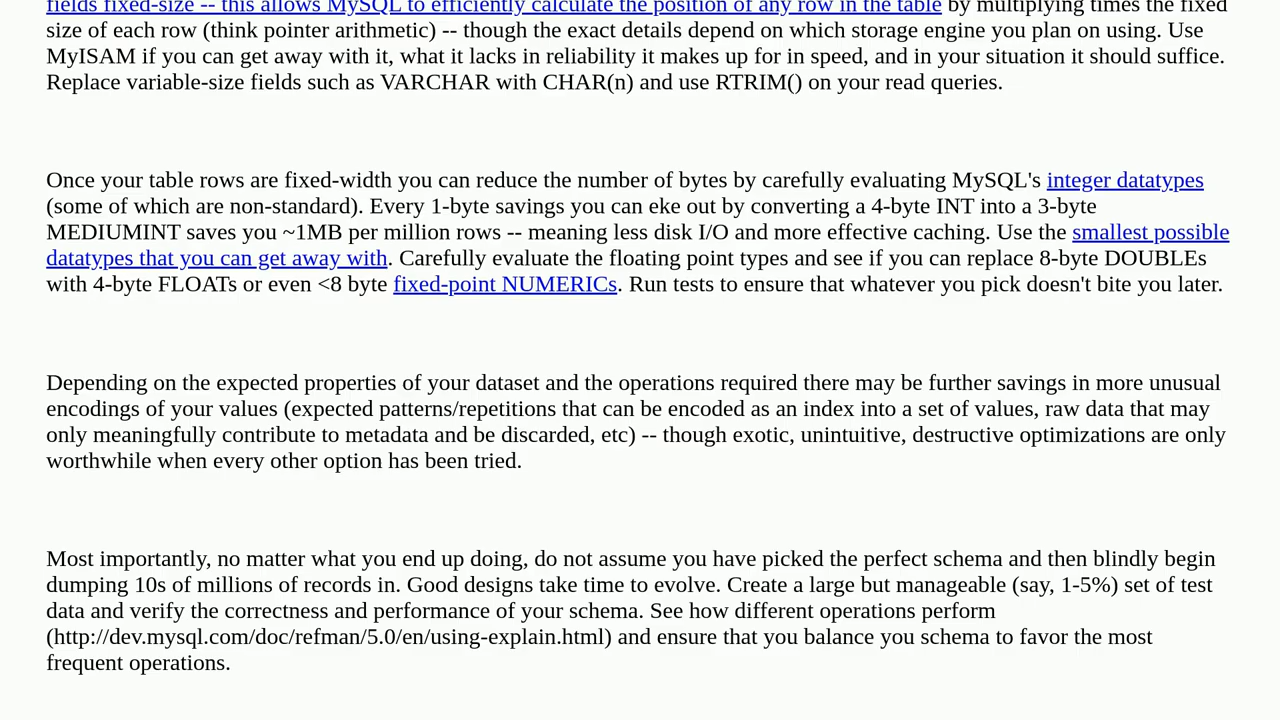 fields fixed-size -- this allows MySQL to efficiently calculate the position of any row in the table by multiplying times the fixed
size of each row (think pointer arithmetic) -- though the exact details depend on which storage engine you plan on using. Use
MyISAM if you can get away with it, what it lacks in reliability it makes up for in speed, and in your situation it should suffice.
Replace variable-size fields such as VARCHAR with CHAR(n) and use RTRIM() on your read queries.
Once your table rows are fixed-width you can reduce the number of bytes by carefully evaluating MySQL's integer datatypes
(some of which are non-standard). Every 1-byte savings you can eke out by converting a 4-byte INT into a 3-byte
MEDIUMINT saves you ~1MB per million rows -- meaning less disk I/O and more effective caching. Use the smallest possible
datatypes that you can get away with. Carefully evaluate the floating point types and see if you can replace 8-byte DOUBLEs
with 4-byte FLOATs or even <8 byte fixed-point NUMERICs. Run tests to ensure that whatever you pick doesn't bite you later.
Depending on the expected properties of your dataset and the operations required there may be further savings in more unusual
encodings of your values (expected patterns/repetitions that can be encoded as an index into a set of values, raw data that may
only meaningfully contribute to metadata and be discarded, etc) -- though exotic, unintuitive, destructive optimizations are only
worthwhile when every other option has been tried.
Most importantly, no matter what you end up doing, do not assume you have picked the perfect schema and then blindly begin
dumping 10s of millions of records in. Good designs take time to evolve. Create a large but manageable (say, 1-5%) set of test
data and verify the correctness and performance of your schema. See how different operations perform
(http://dev.mysql.com/doc/refman/5.0/en/using-explain.html) and ensure that you balance you schema to favor the most
frequent operations.